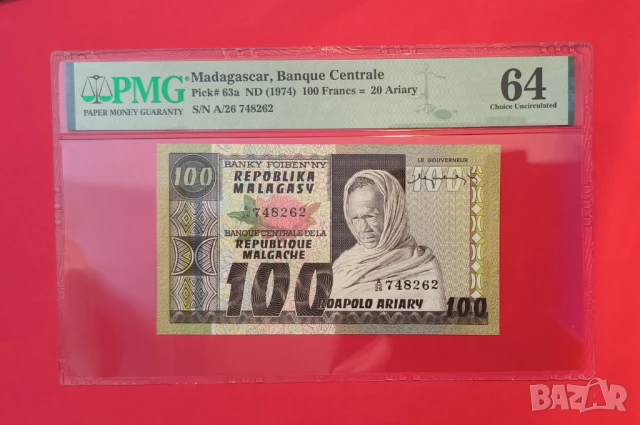 PMG®
PAPER MONEY GUARANTY
Madagascar, Banque Centrale
Pick# 63a ND (1974) 100 Francs = 20 Ariary
S/N A/26 748262
64
Choice Uncirculated
100
BANKY FOIBEN'NY
REPOBLIKA
MALAGASY
A/26 748262
BANQUE CENTRALE DE LA
RÉPUBLIQUE
MALGACHE
LE GOUVERNEUR
100
100
A/26 748262
ROAPOLO ARIARY
100
BAZAR